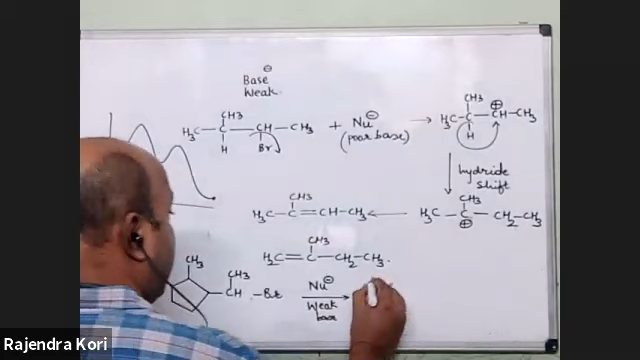 Base⊖
Weak.
CH3
H3C–C–CH–CH3 + Nu⊖ →
H Br
(poor base)
CH3 ⊕
H3C–C–CH–CH3
H
hydride
shift
CH3
H3C–C=CH–CH3 ←
CH3
H3C–C–CH2–CH3
⊕
CH3
H2C=C–CH2–CH3.
CH3 CH3
–CH–Br
Nu⊖
Weak
Rajendra Kori